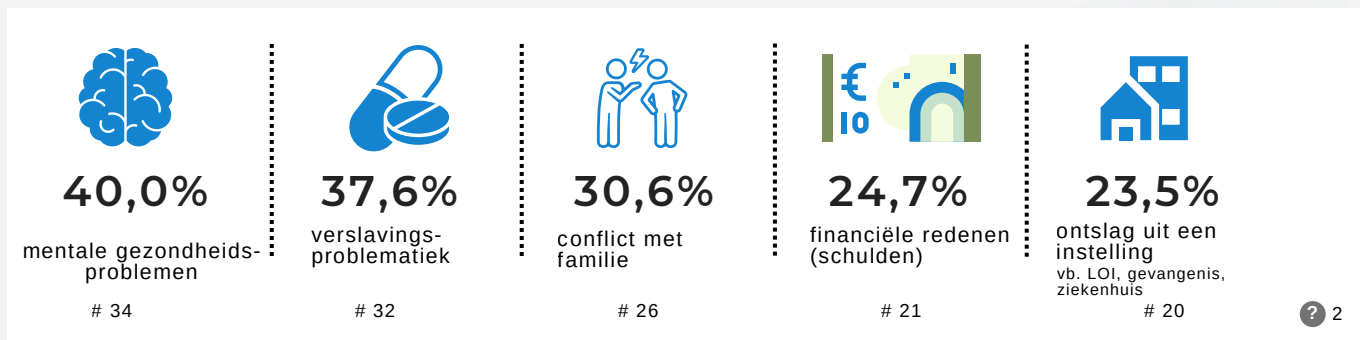 €
10
40,0%
mentale gezondheids-
problemen
# 34
37,6%
verslavings-
problematiek
# 32
30,6%
conflict met
familie
# 26
24,7%
financiële redenen
(schulden)
# 21
23,5%
ontslag uit een
instelling
vb. LOI, gevangenis,
ziekenhuis
# 20
? 2